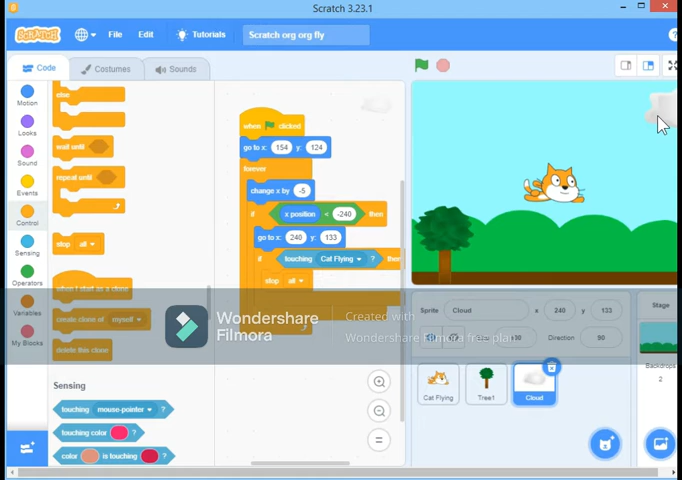 Scratch 3.23.1
SCRATCH
File
Edit
Tutorials
Scratch org org fly
Code
Costumes
Sounds
Motion
Looks
Sound
Events
Control
Sensing
Operators
Variables
My Blocks
else
wait until
repeat until
stop all
when I start as a clone
create clone of myself
delete this clone
Sensing
touching mouse-pointer ?
touching color ?
color is touching ?
when clicked
go to x: 154 y: 124
forever
change x by -5
if x position < -240 then
go to x: 240 y: 133
if touching Cat Flying ? then
stop all
Wondershare
Filmora
Created with
Wondershare Filmora free plan
Sprite
Cloud
x 240
y 133
Direction 90
Cat Flying
Tree1
Cloud
Stage
Backdrops
2